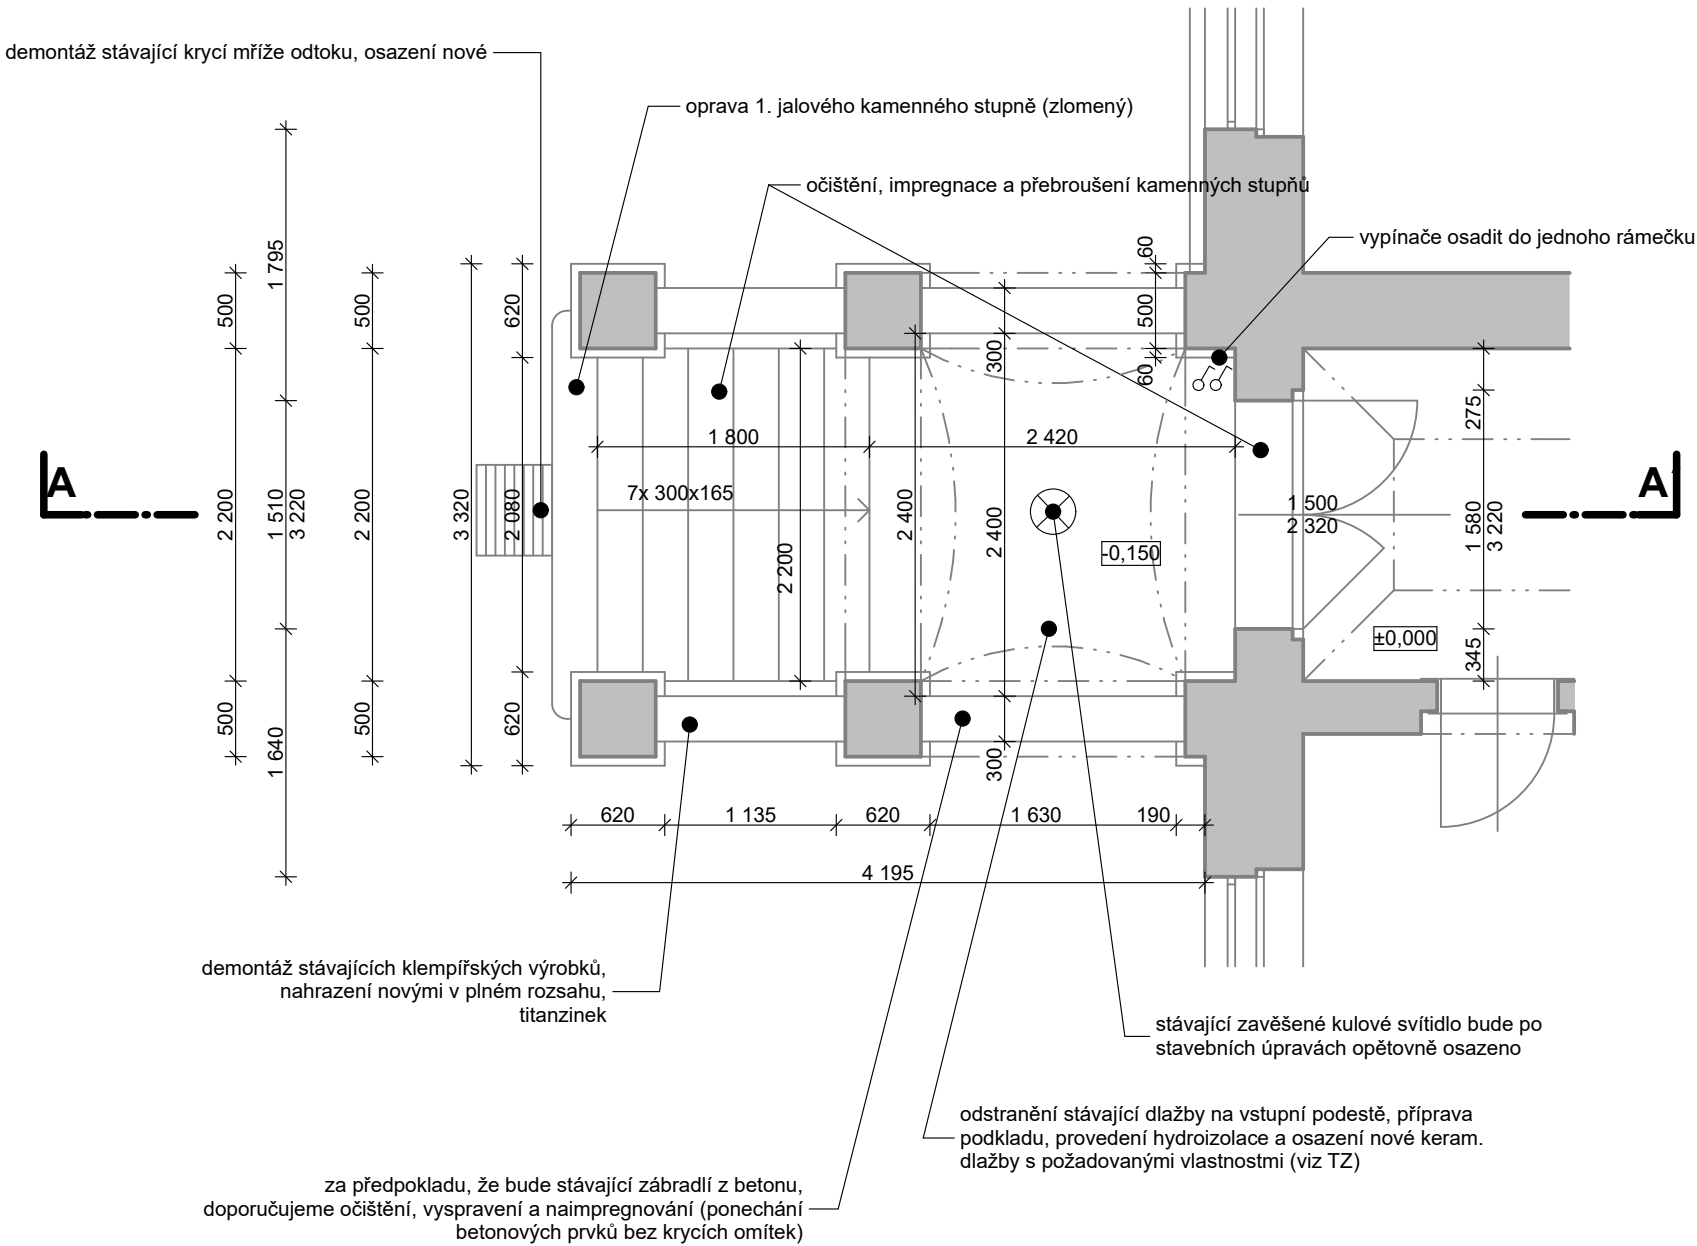 demontáž stávající krycí mříže odtoku, osazení nové
oprava 1. jalového kamenného stupně (zlomený)
očištění, impregnace a přebroušení kamenných stupňů
vypínače osadit do jednoho rámečku
500
2 200
500
1 795
1 510
3 220
1 640
500
2 200
500
3 320
620
2 080
620
60
500
60
300
2 400
300
2 400
2 200
1 800
2 420
7x 300x165
-0,150
±0,000
1 500
2 320
275
1 580
3 220
345
A
A'
620
1 135
620
1 630
190
4 195
demontáž stávajících klempířských výrobků,
nahrazení novými v plném rozsahu,
titanzinek
stávající zavěšené kulové svítidlo bude po
stavebních úpravách opětovně osazeno
odstranění stávající dlažby na vstupní podestě, příprava
podkladu, provedení hydroizolace a osazení nové keram.
dlažby s požadovanými vlastnostmi (viz TZ)
za předpokladu, že bude stávající zábradlí z betonu,
doporučujeme očištění, vyspravení a naimpregnování (ponechání
betonových prvků bez krycích omítek)